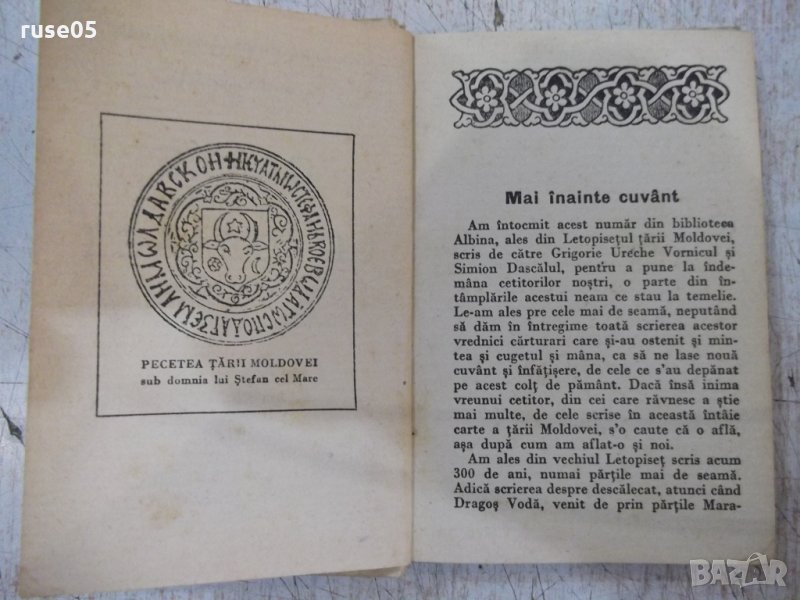 ruse05
PECETEA ȚĂRII MOLDOVEI
sub domnia lui Ștefan cel Mare
Mai înainte cuvânt
Am întocmit acest număr din biblioteca
Albina, ales din Letopisețul țării Moldovei,
scris de către Grigorie Ureche Vornicul și
Simion Dascălul, pentru a pune la înde-
mâna cetitorilor noștri, o parte din în-
tâmplările acestui neam ce stau la temelie.
Le-am ales pre cele mai de seamă, neputând
să dăm în întregime toată scrierea acestor
vrednici cărturari care și-au ostenit și min-
tea și cugetul și mâna, ca să ne lase nouă
cuvânt și înfățișere, de cele ce s'au depănat
pe acest colț de pământ. Dacă însă inima
vreunui cetitor, din cei care râvnesc a știe
mai multe, de cele scrise în această întâie
carte a țării Moldovei, s'o caute că o află,
așa după cum am aflat-o și noi.
Am ales din vechiul Letopiseț scris acum
300 de ani, numai părțile mai de seamă.
Adică scrierea despre descălecat, atunci când
Dragoș Vodă, venit de prin părțile Mara-
BAZAR